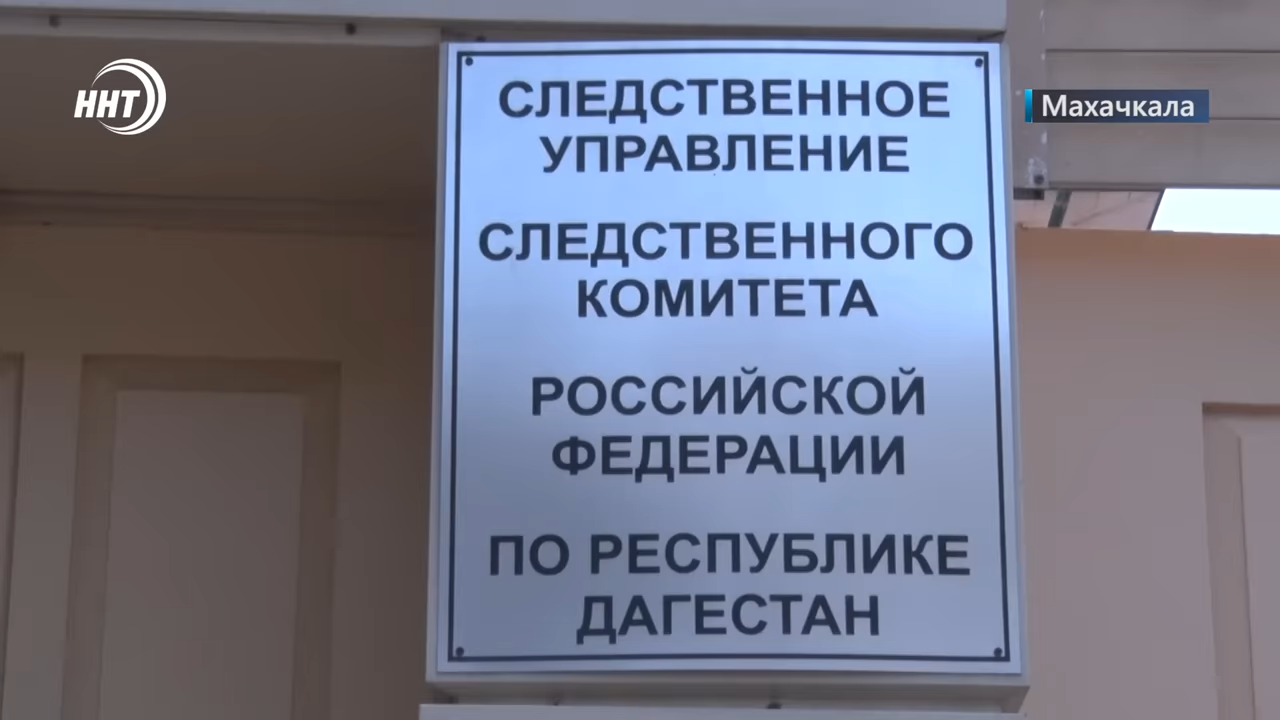 ННТ
Махачкала
СЛЕДСТВЕННОЕ
УПРАВЛЕНИЕ
СЛЕДСТВЕННОГО
КОМИТЕТА
РОССИЙСКОЙ
ФЕДЕРАЦИИ
ПО РЕСПУБЛИКЕ
ДАГЕСТАН